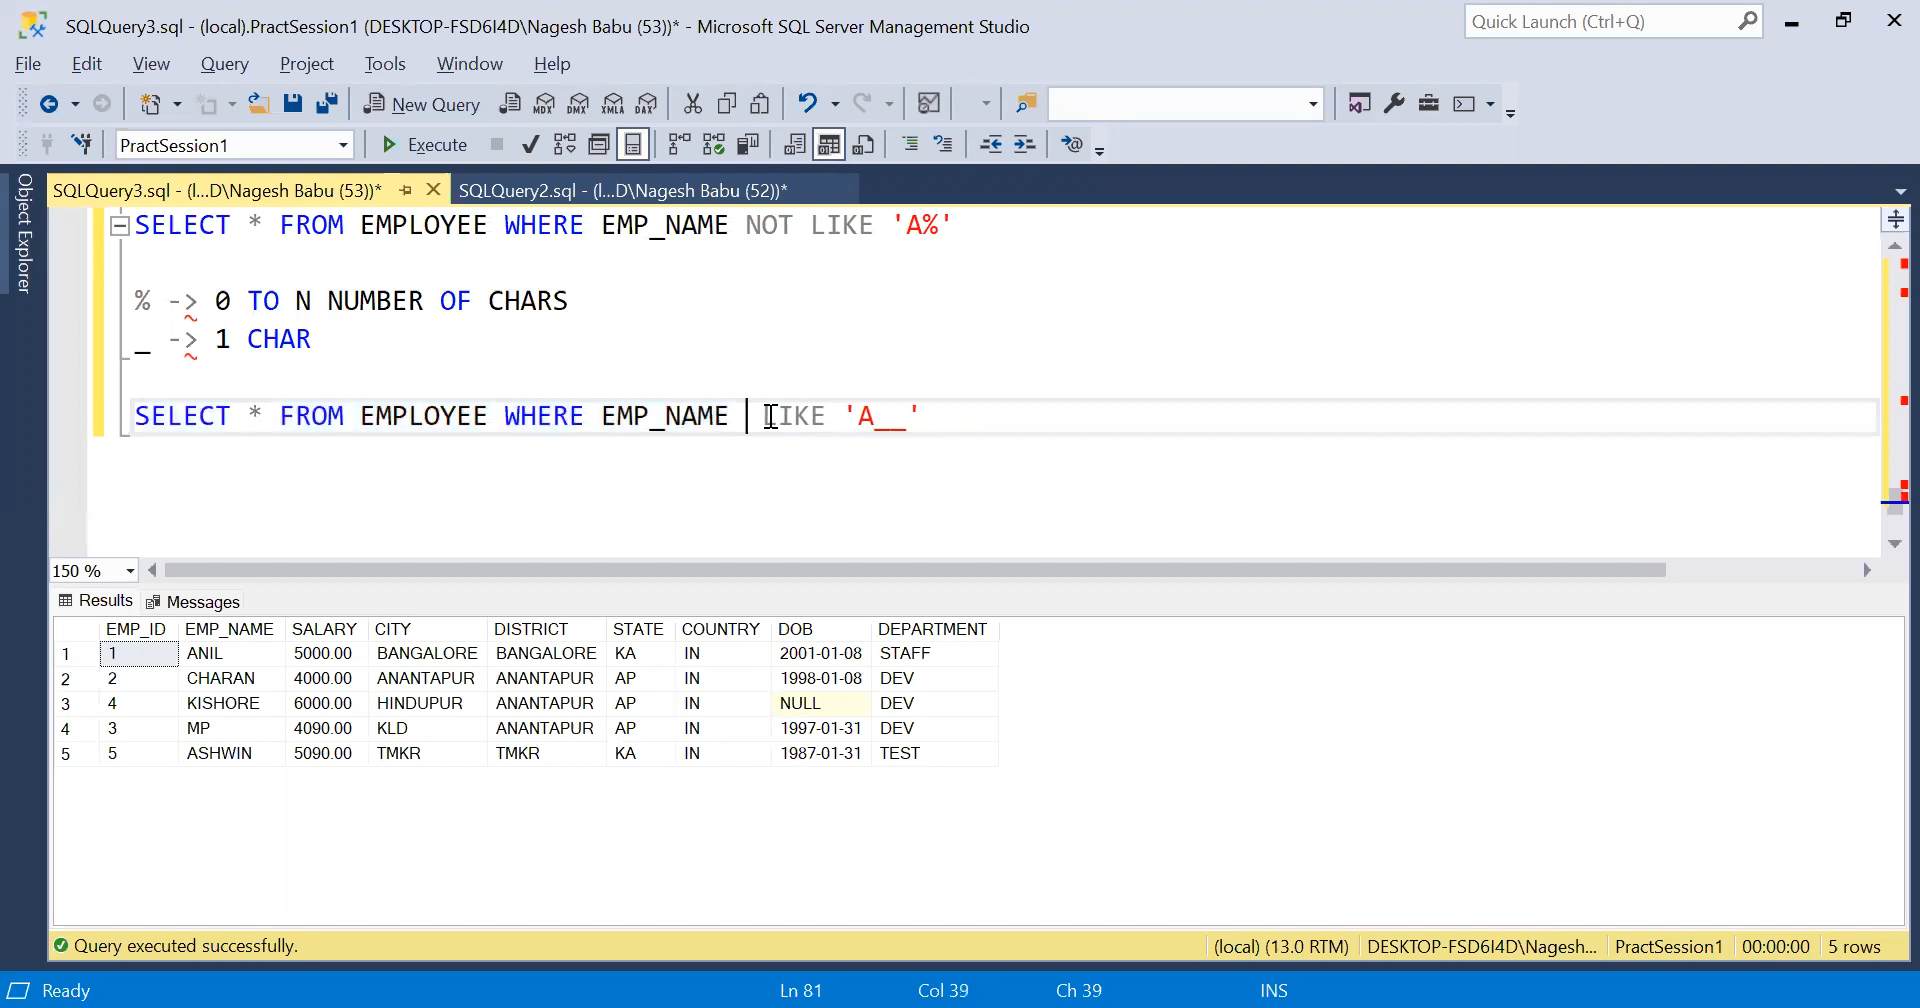 SQLQuery3.sql - (local).PractSession1 (DESKTOP-FSD6I4D\Nagesh Babu (53))* - Microsoft SQL Server Management Studio
Quick Launch (Ctrl+Q)
File Edit View Query Project Tools Window Help
New Query MDX DMX XMLA DAX
PractSession1 Execute
Object Explorer
SQLQuery3.sql - (l...D\Nagesh Babu (53))* SQLQuery2.sql - (l...D\Nagesh Babu (52))*
SELECT * FROM EMPLOYEE WHERE EMP_NAME NOT LIKE 'A%'
% -> 0 TO N NUMBER OF CHARS
_ -> 1 CHAR
SELECT * FROM EMPLOYEE WHERE EMP_NAME LIKE 'A__'
150 %
Results Messages
EMP_ID EMP_NAME SALARY CITY DISTRICT STATE COUNTRY DOB DEPARTMENT
1 1 ANIL 5000.00 BANGALORE BANGALORE KA IN 2001-01-08 STAFF
2 2 CHARAN 4000.00 ANANTAPUR ANANTAPUR AP IN 1998-01-08 DEV
3 4 KISHORE 6000.00 HINDUPUR ANANTAPUR AP IN NULL DEV
4 3 MP 4090.00 KLD ANANTAPUR AP IN 1997-01-31 DEV
5 5 ASHWIN 5090.00 TMKR TMKR KA IN 1987-01-31 TEST
Query executed successfully. (local) (13.0 RTM) DESKTOP-FSD6I4D\Nagesh... PractSession1 00:00:00 5 rows
Ready Ln 81 Col 39 Ch 39 INS